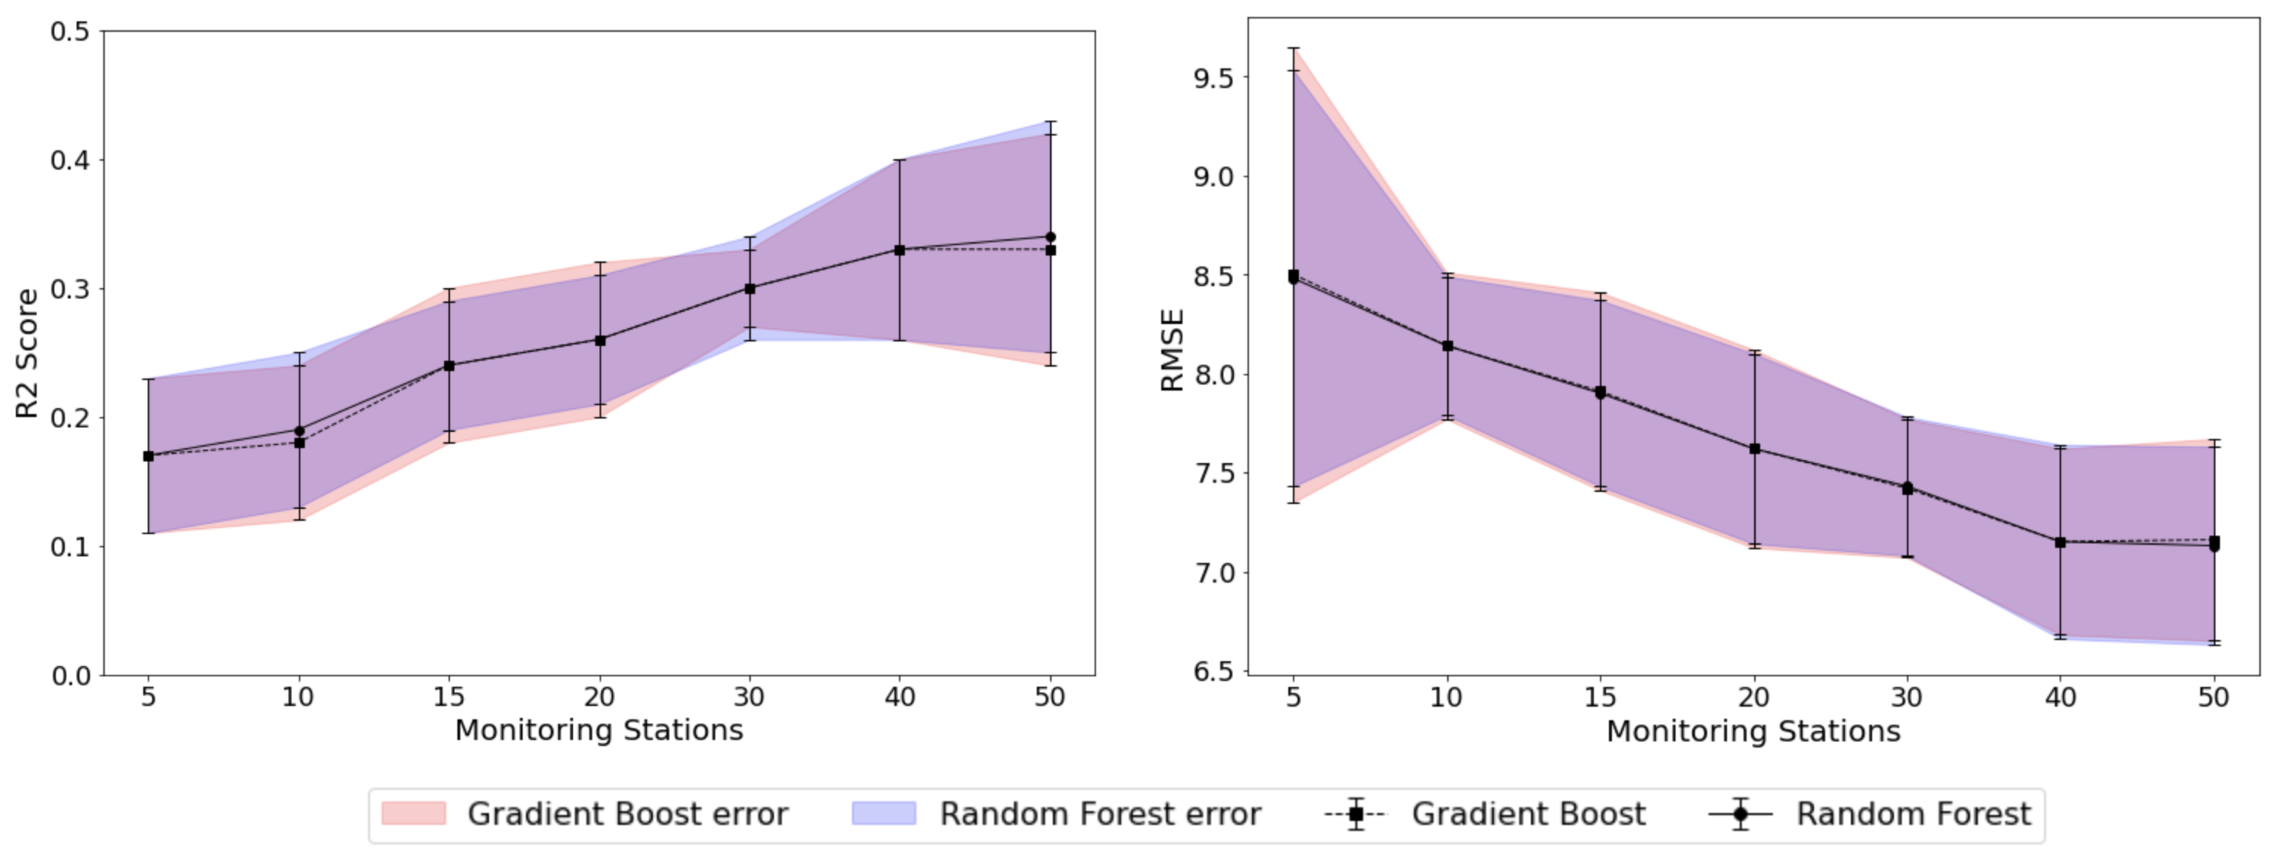 0.5
0.4
0.3
0.2
0.1
0.0
R2 Score
5 10 15 20 30 40 50
Monitoring Stations
9.5
9.0
8.5
8.0
7.5
7.0
6.5
RMSE
5 10 15 20 30 40 50
Monitoring Stations
Gradient Boost error Random Forest error Gradient Boost Random Forest